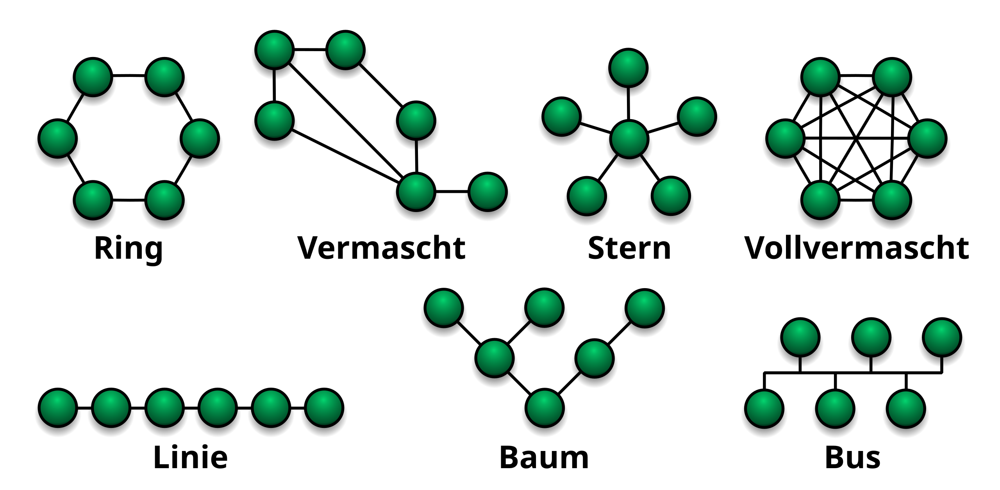 Ring
Vermascht
Stern
Vollvermascht
Linie
Baum
Bus